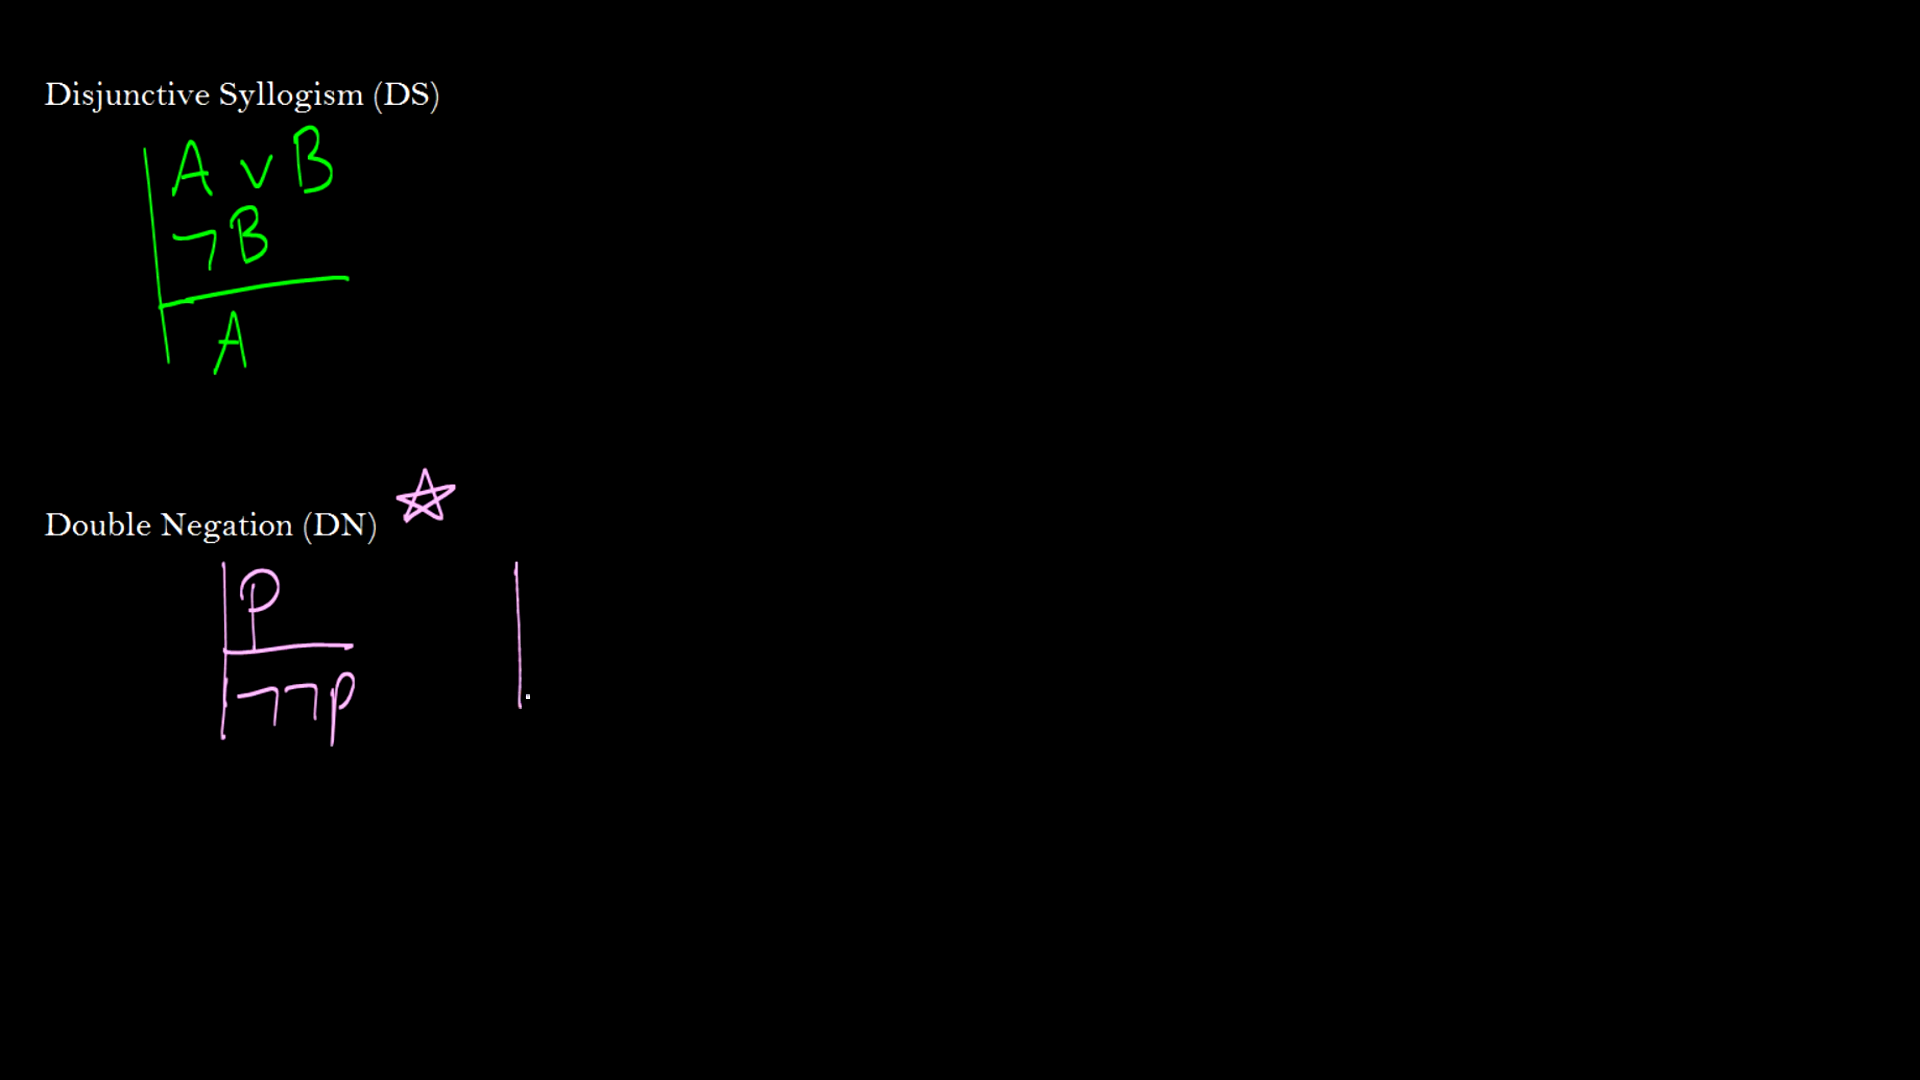 Disjunctive Syllogism (DS)
A ∨ B
¬B
A
Double Negation (DN)
P
¬¬P